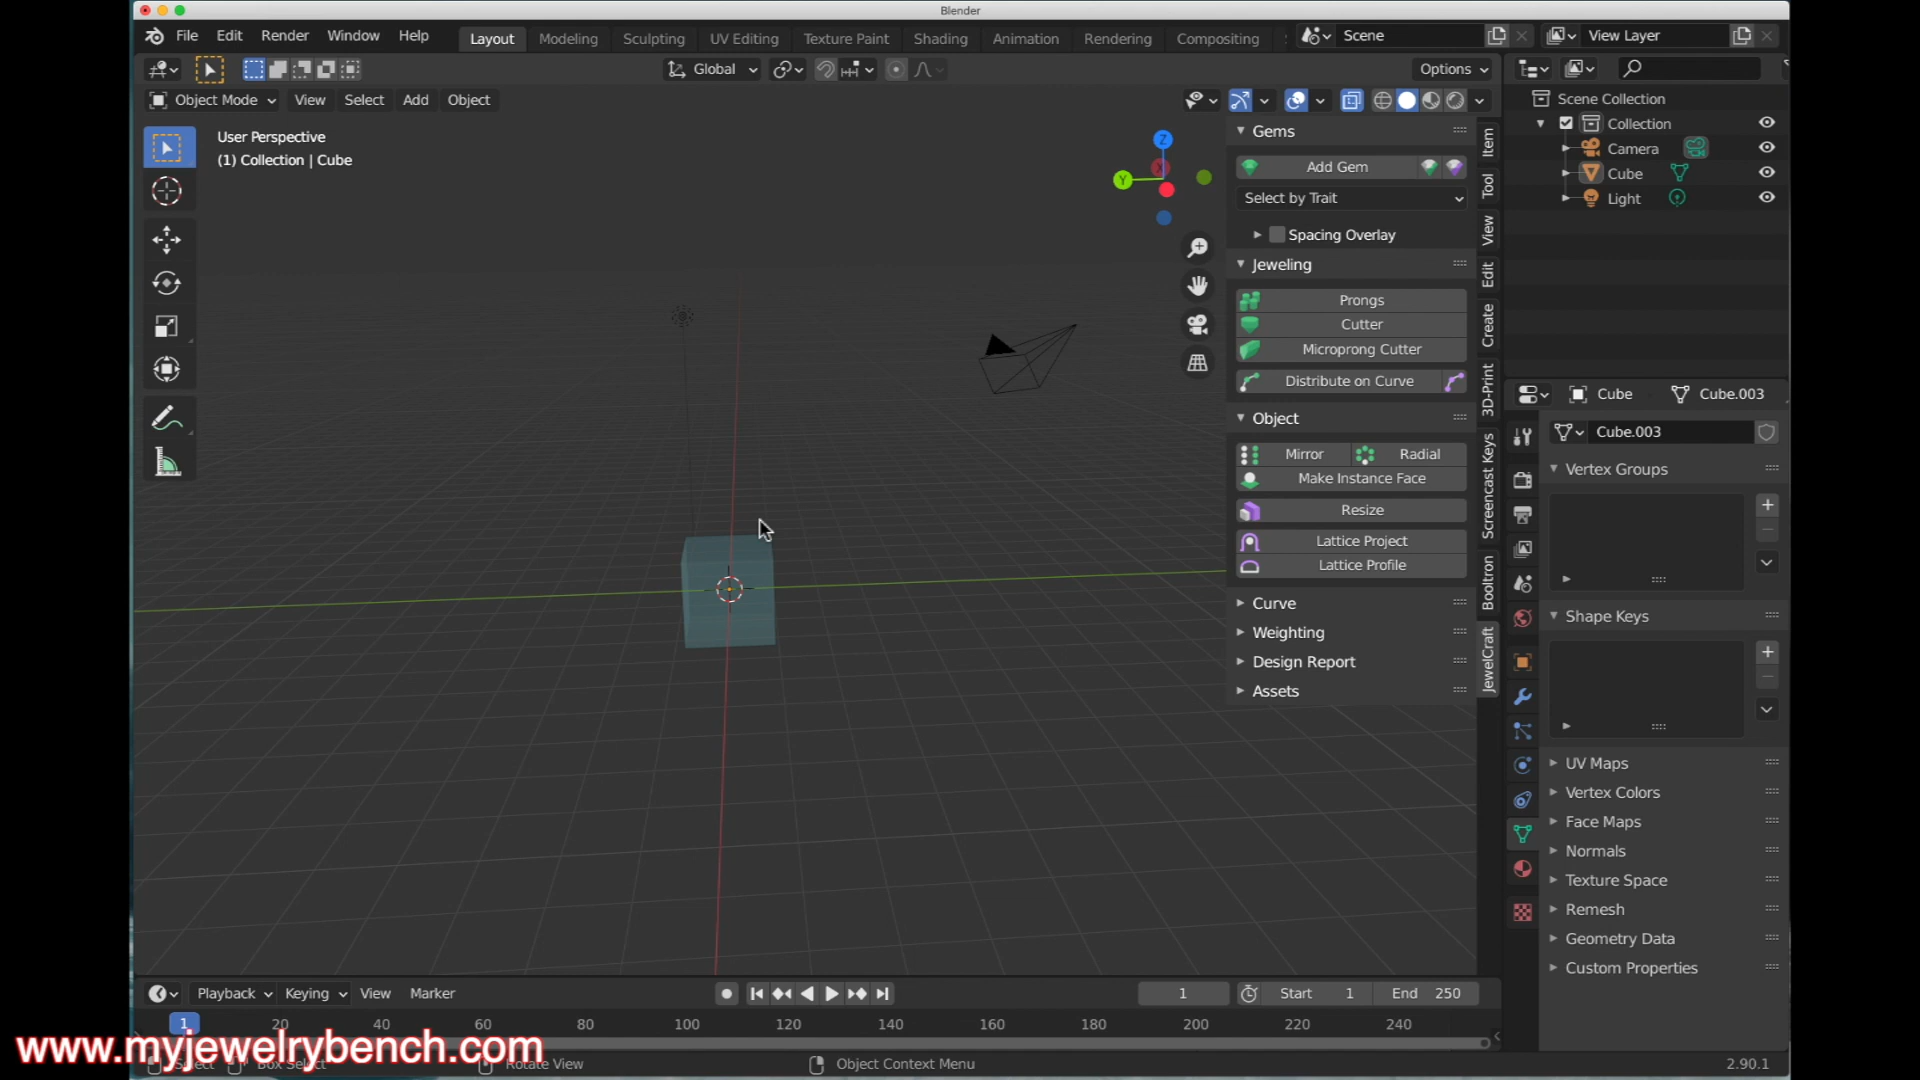 Blender
File Edit Render Window Help Layout Modeling Sculpting UV Editing Texture Paint Shading Animation Rendering Compositing Scene View Layer
Global Options
Object Mode View Select Add Object
User Perspective
(1) Collection | Cube
Z
Y
X
Gems
Add Gem
Select by Trait
Spacing Overlay
Jeweling
Prongs
Cutter
Microprong Cutter
Distribute on Curve
Object
Mirror Radial
Make Instance Face
Resize
Lattice Project
Lattice Profile
Curve
Weighting
Design Report
Assets
Item
Tool
View
Edit
Create
3D-Print
Screencast Keys
Booltron
JewelCraft
Scene Collection
Collection
Camera
Cube
Light
Cube Cube.003
Cube.003
Vertex Groups
Shape Keys
UV Maps
Vertex Colors
Face Maps
Normals
Texture Space
Remesh
Geometry Data
Custom Properties
Playback Keying View Marker 1 Start 1 End 250
1 20 40 60 80 100 120 140 160 180 200 220 240
www.myjewelrybench.com
Select Box Select Rotate View Object Context Menu 2.90.1